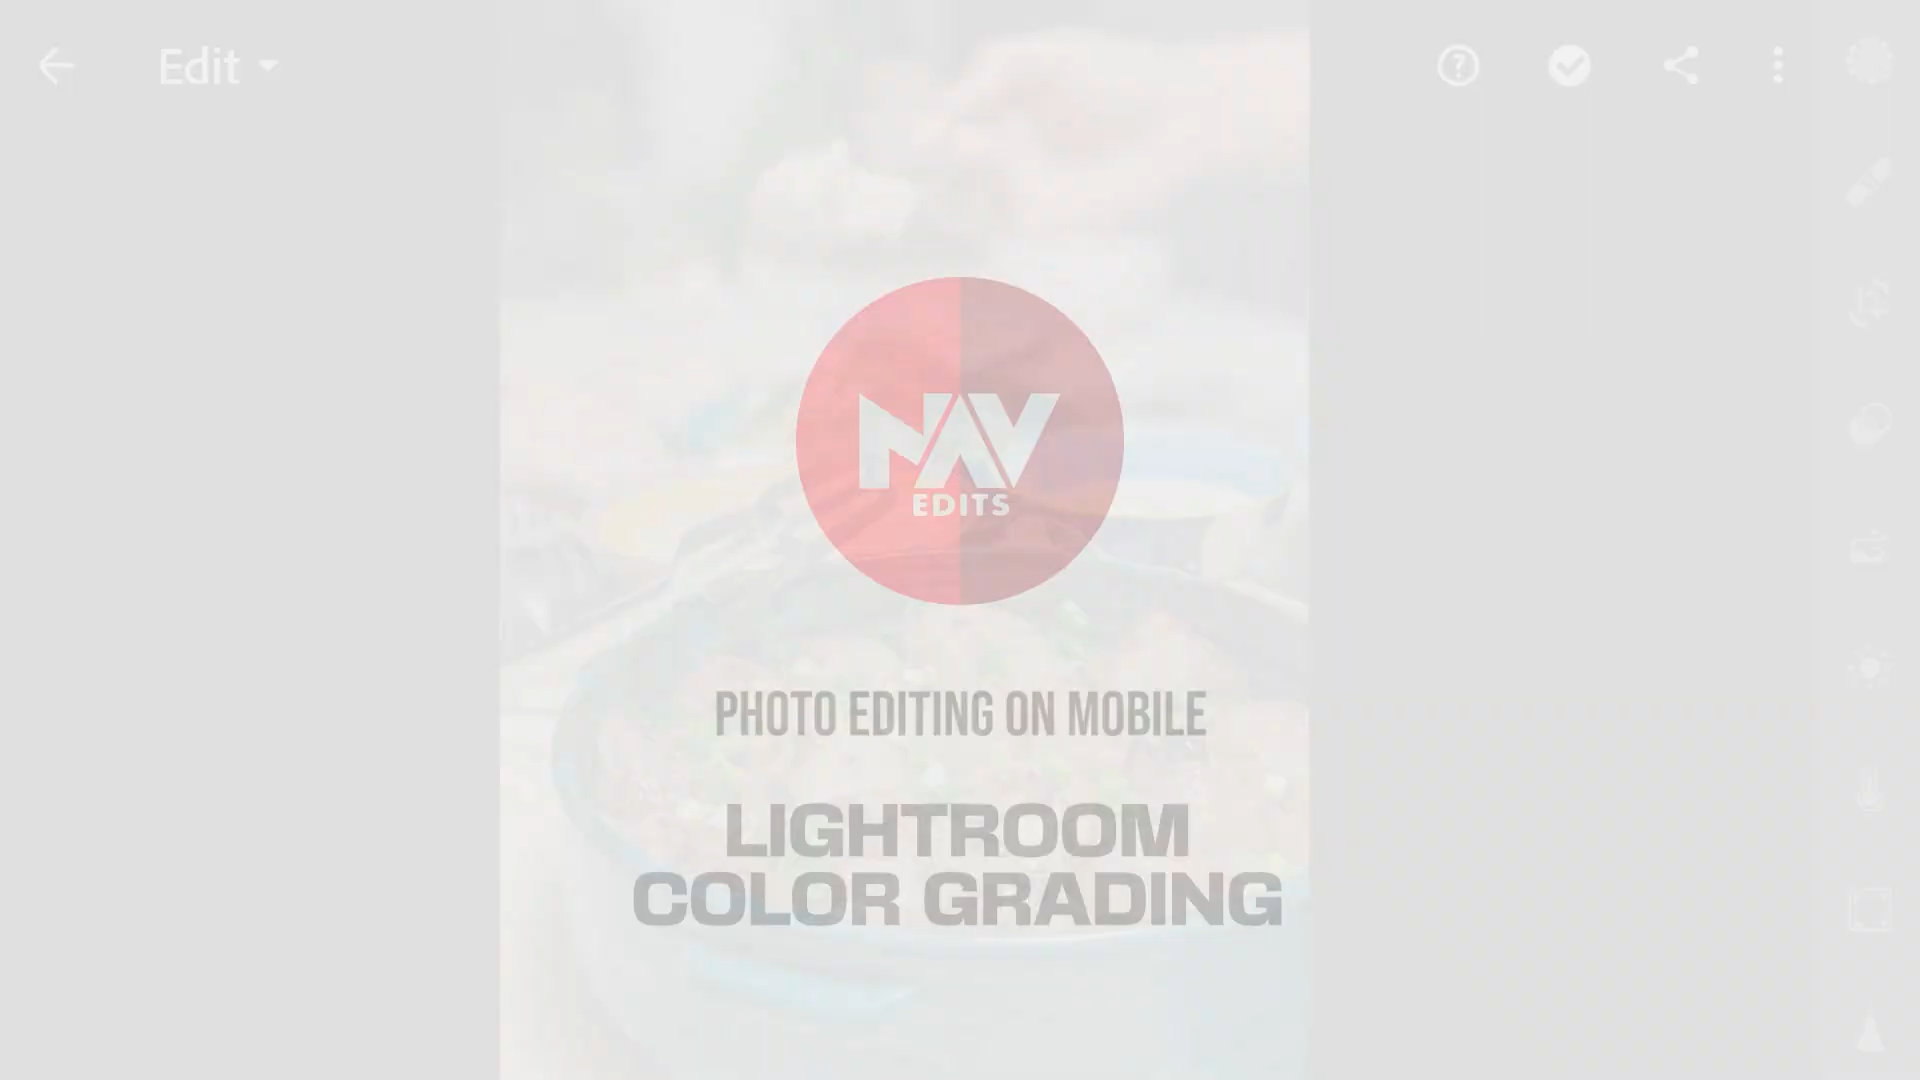 Edit
NAV
EDITS
PHOTO EDITING ON MOBILE
LIGHTROOM
COLOR GRADING